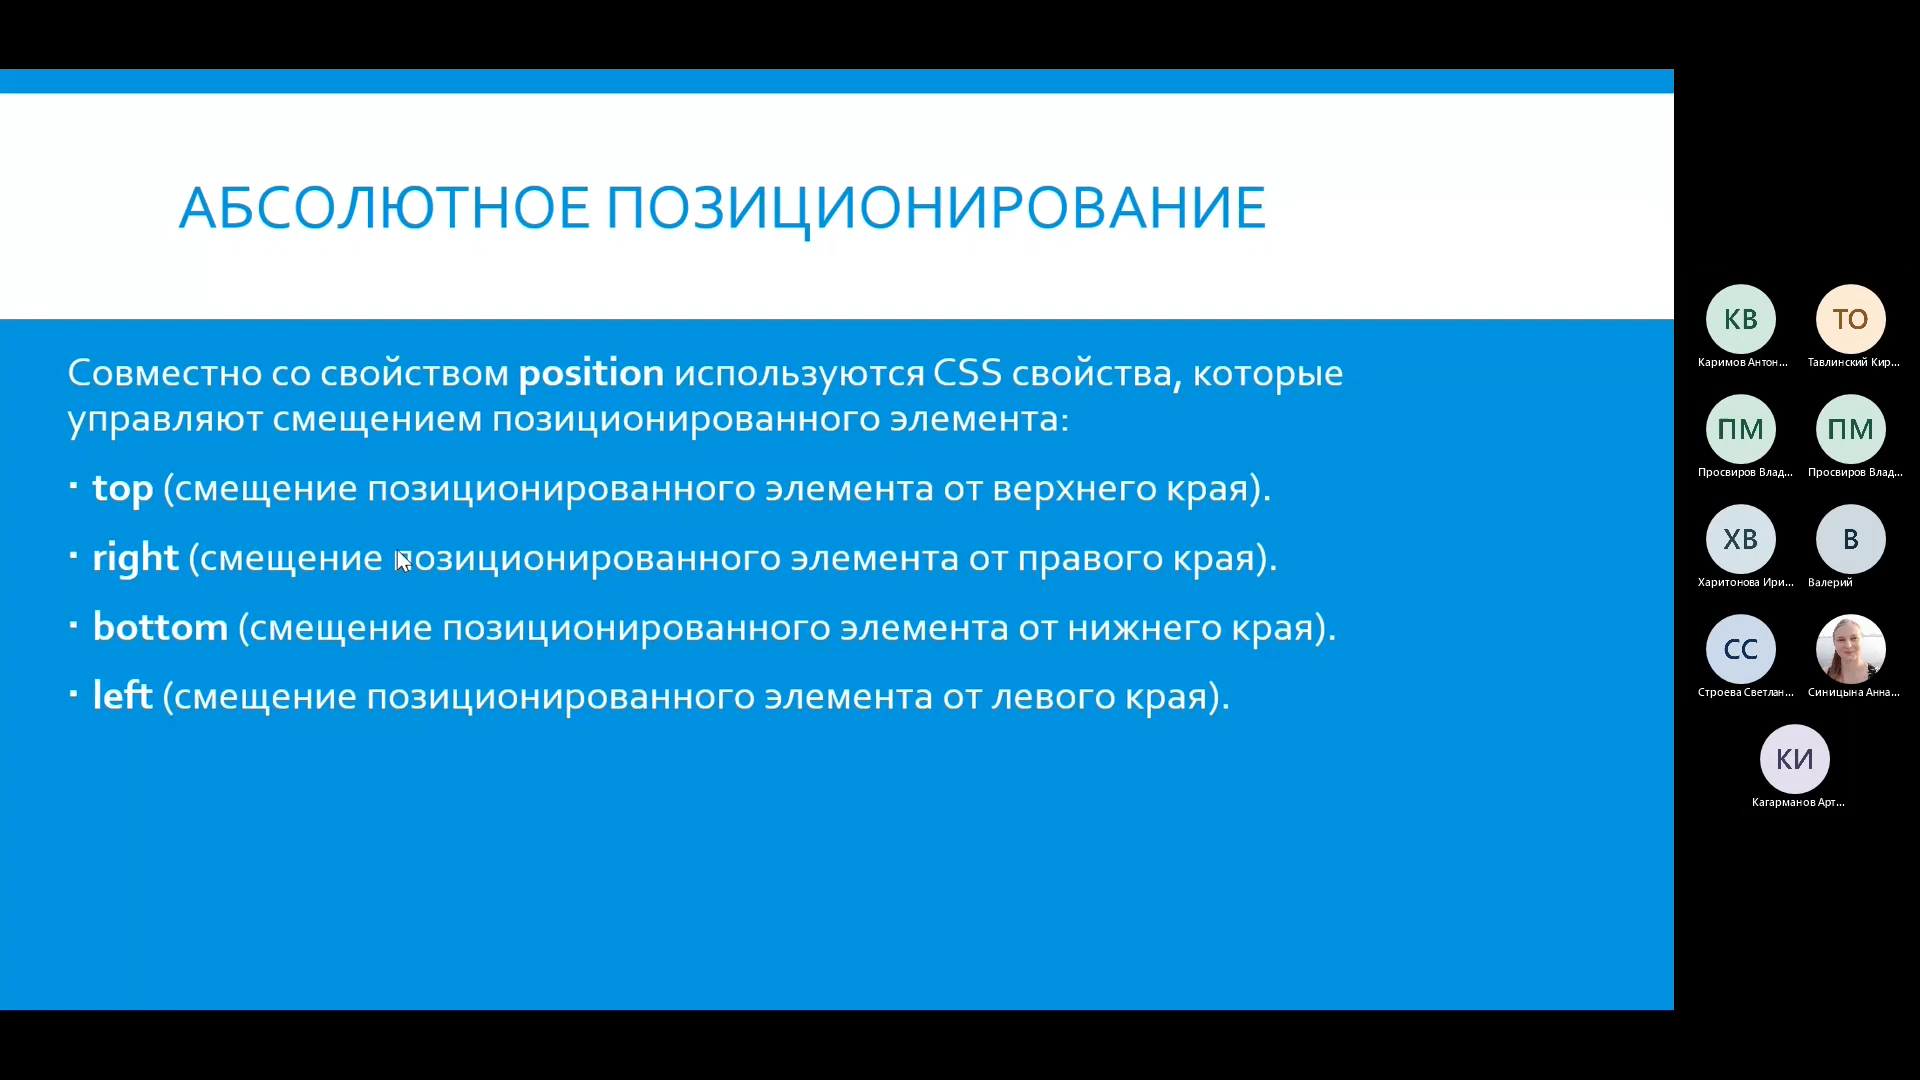 АБСОЛЮТНОЕ ПОЗИЦИОНИРОВАНИЕ
Совместно со свойством position используются CSS свойства, которые
управляют смещением позиционированного элемента:
▪ top (смещение позиционированного элемента от верхнего края).
▪ right (смещение позиционированного элемента от правого края).
▪ bottom (смещение позиционированного элемента от нижнего края).
▪ left (смещение позиционированного элемента от левого края).
КВ ТО
Каримов Антон... Тавлинский Кир...
ПМ ПМ
Просвиров Влад... Просвиров Влад...
ХВ В
Харитонова Ири... Валерий
СС
Строева Светлан... Синицына Анна...
КИ
Кагарманов Арт...